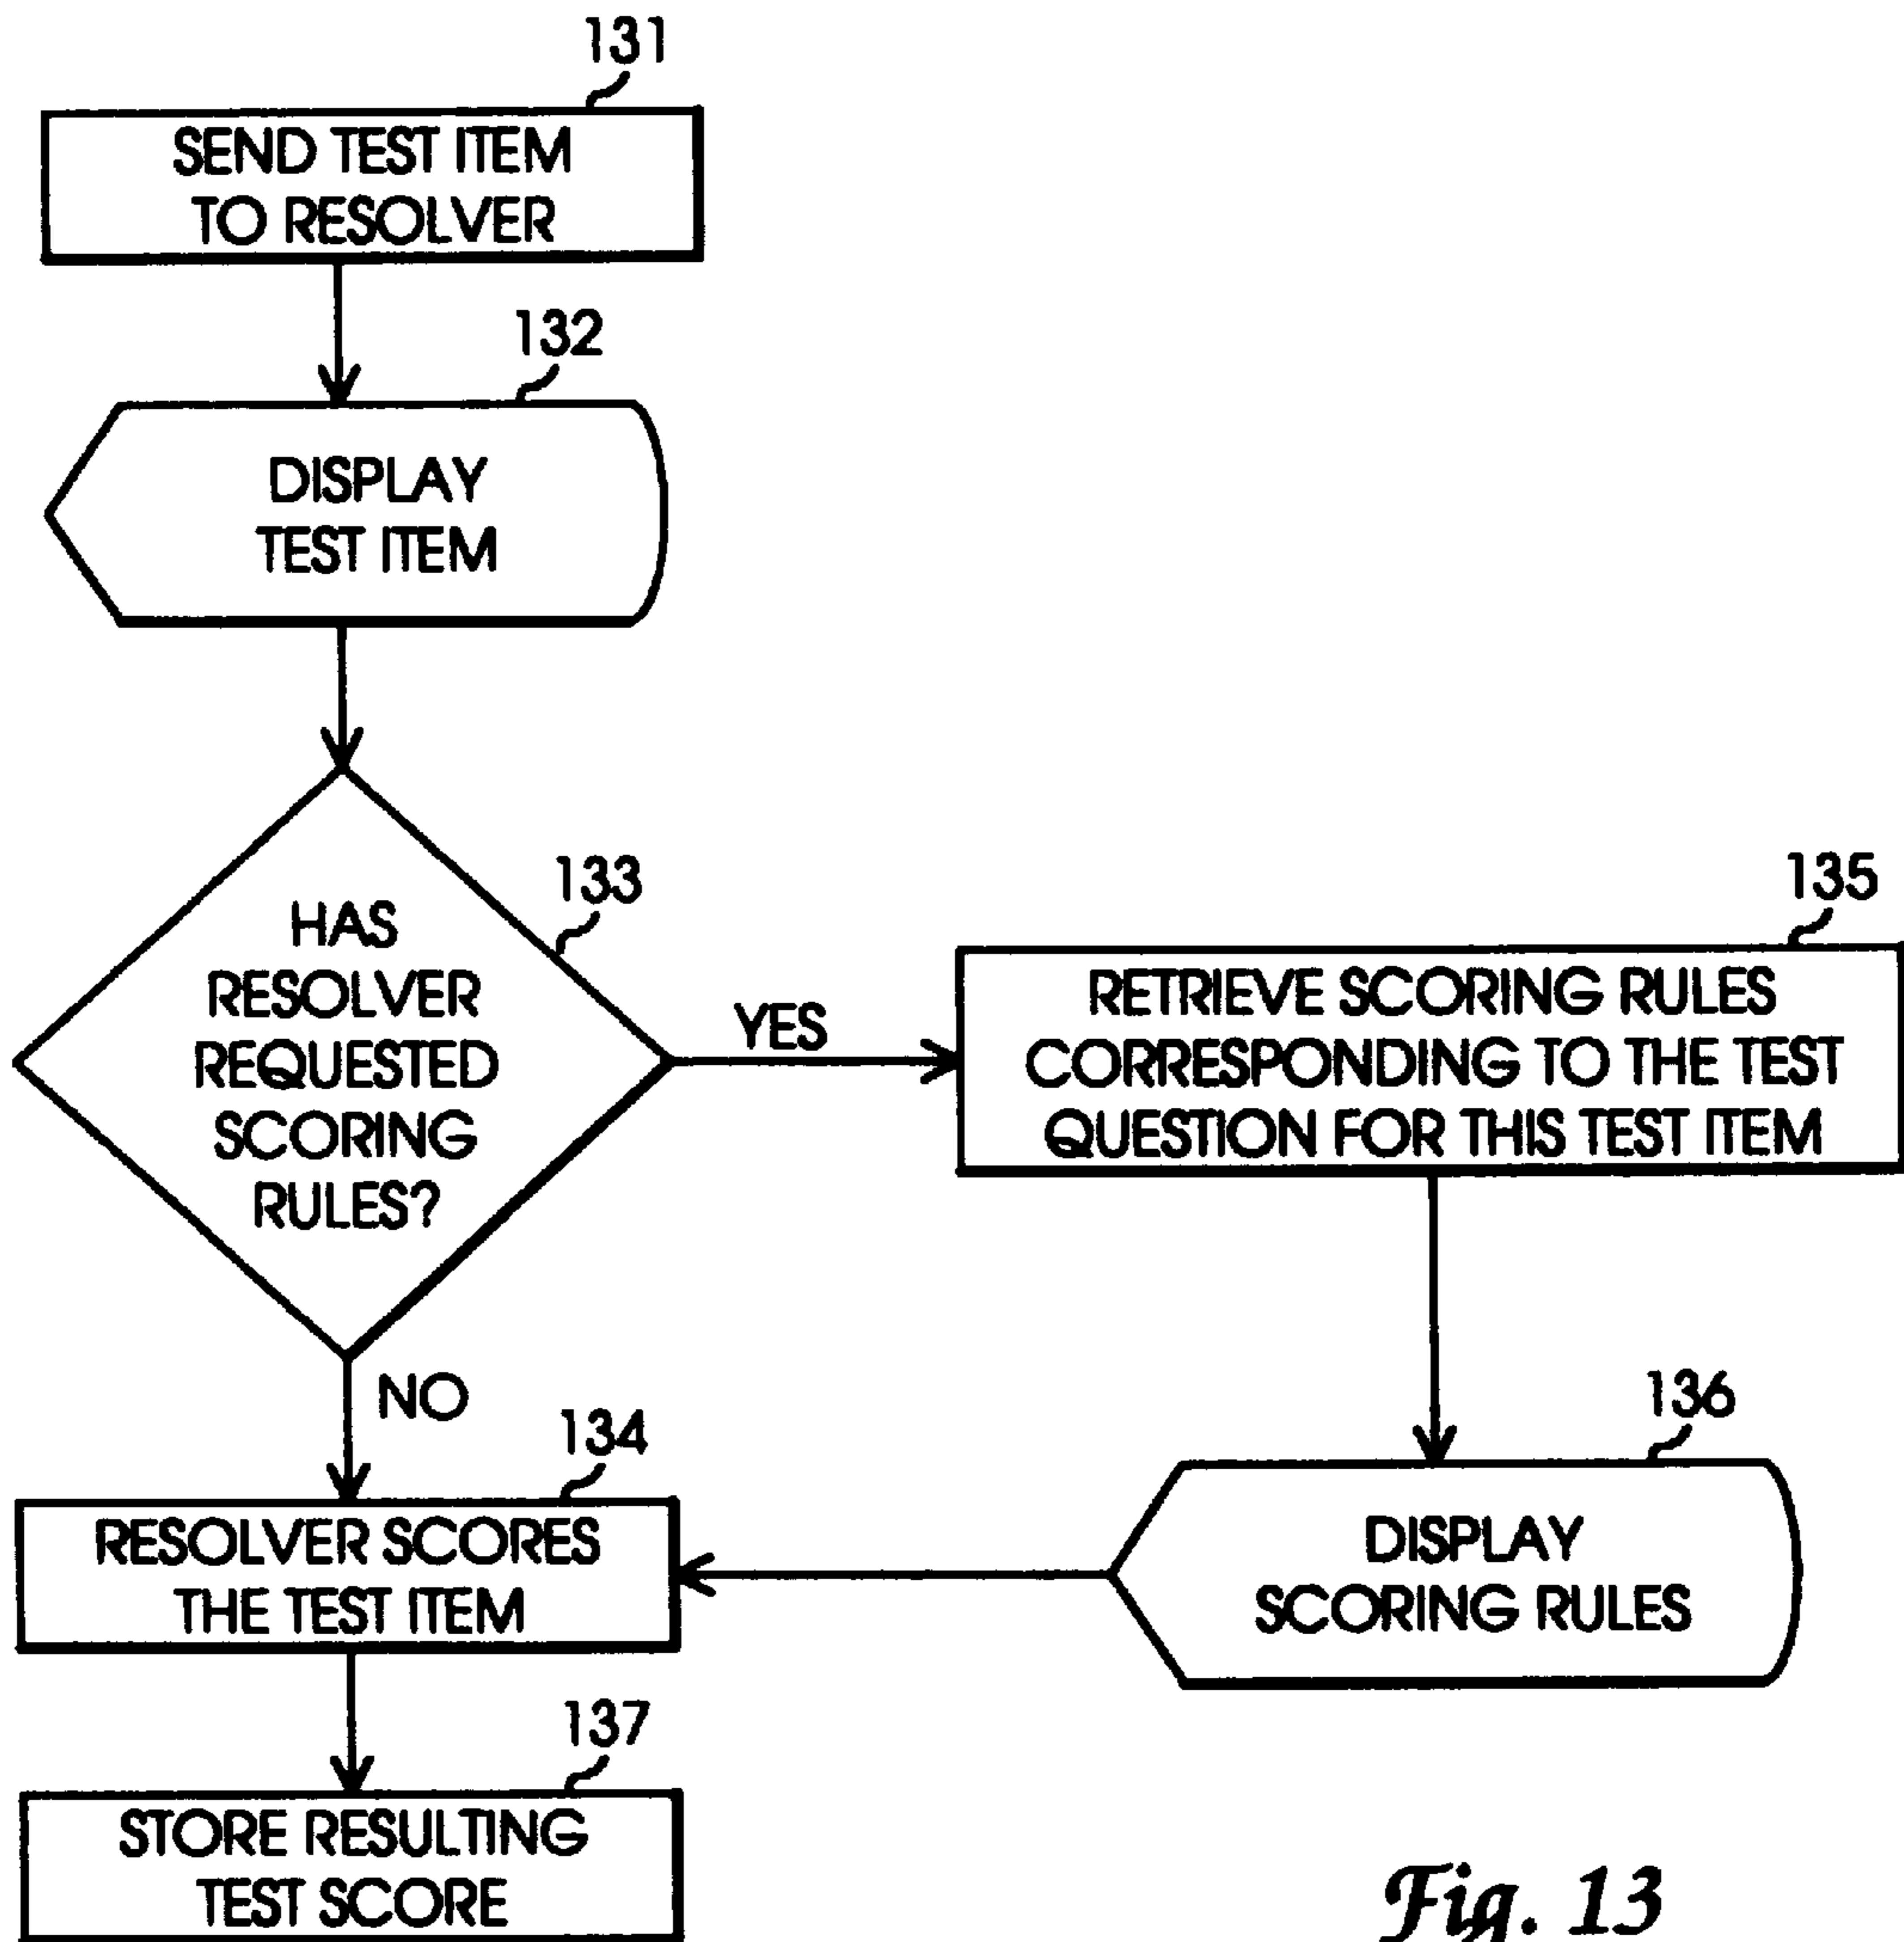 131
SEND TEST ITEM
TO RESOLVER
132
DISPLAY
TEST ITEM
133
HAS
RESOLVER
REQUESTED
SCORING
RULES?
YES
NO
135
RETRIEVE SCORING RULES
CORRESPONDING TO THE TEST
QUESTION FOR THIS TEST ITEM
136
DISPLAY
SCORING RULES
134
RESOLVER SCORES
THE TEST ITEM
137
STORE RESULTING
TEST SCORE
Fig. 13